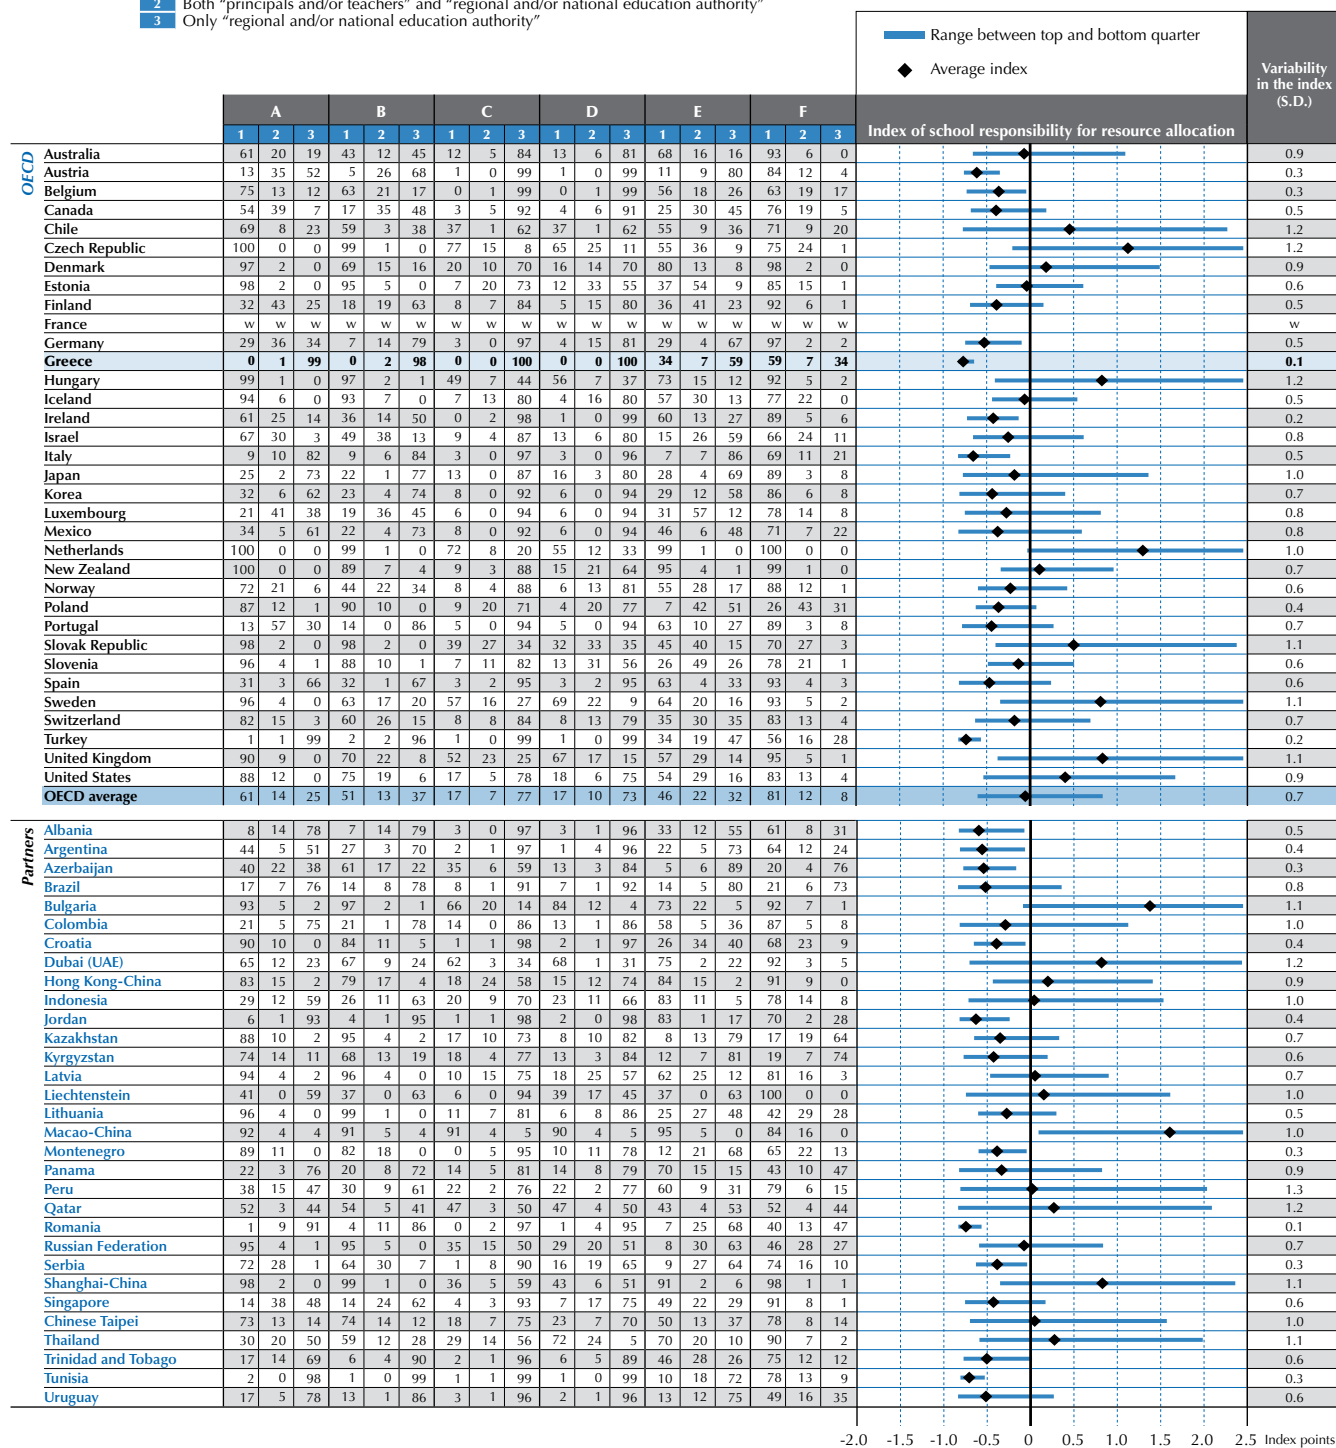 2 Both “principals and/or teachers” and “regional and/or national education authority”
3 Only “regional and/or national education authority”
Range between top and bottom quarter
Average index
Variability in the index (S.D.)
A B C D E F
1 2 3 1 2 3 1 2 3 1 2 3 1 2 3 1 2 3 Index of school responsibility for resource allocation
OECD
Australia 61 20 19 43 12 45 12 5 84 13 6 81 68 16 16 93 6 0 0.9
Austria 13 35 52 5 26 68 1 0 99 1 0 99 11 9 80 84 12 4 0.3
Belgium 75 13 12 63 21 17 0 1 99 0 1 99 56 18 26 63 19 17 0.3
Canada 54 39 7 17 35 48 3 5 92 4 6 91 25 30 45 76 19 5 0.5
Chile 69 8 23 59 3 38 37 1 62 37 1 62 55 9 36 71 9 20 1.2
Czech Republic 100 0 0 99 1 0 77 15 8 65 25 11 55 36 9 75 24 1 1.2
Denmark 97 2 0 69 15 16 20 10 70 16 14 70 80 13 8 98 2 0 0.9
Estonia 98 2 0 95 5 0 7 20 73 12 33 55 37 54 9 85 15 1 0.6
Finland 32 43 25 18 19 63 8 7 84 5 15 80 36 41 23 92 6 1 0.5
France w w w w w w w w w w w w w w w w w w w
Germany 29 36 34 7 14 79 3 0 97 4 15 81 29 4 67 97 2 2 0.5
Greece 0 1 99 0 2 98 0 0 100 0 0 100 34 7 59 59 7 34 0.1
Hungary 99 1 0 97 2 1 49 7 44 56 7 37 73 15 12 92 5 2 1.2
Iceland 94 6 0 93 7 0 7 13 80 4 16 80 57 30 13 77 22 0 0.5
Ireland 61 25 14 36 14 50 0 2 98 1 0 99 60 13 27 89 5 6 0.2
Israel 67 30 3 49 38 13 9 4 87 13 6 80 15 26 59 66 24 11 0.8
Italy 9 10 82 9 6 84 3 0 97 3 0 96 7 7 86 69 11 21 0.5
Japan 25 2 73 22 1 77 13 0 87 16 3 80 28 4 69 89 3 8 1.0
Korea 32 6 62 23 4 74 8 0 92 6 0 94 29 12 58 86 6 8 0.7
Luxembourg 21 41 38 19 36 45 6 0 94 6 0 94 31 57 12 78 14 8 0.8
Mexico 34 5 61 22 4 73 8 0 92 6 0 94 46 6 48 71 7 22 0.8
Netherlands 100 0 0 99 1 0 72 8 20 55 12 33 99 1 0 100 0 0 1.0
New Zealand 100 0 0 89 7 4 9 3 88 15 21 64 95 4 1 99 1 0 0.7
Norway 72 21 6 44 22 34 8 4 88 6 13 81 55 28 17 88 12 1 0.6
Poland 87 12 1 90 10 0 9 20 71 4 20 77 7 42 51 26 43 31 0.4
Portugal 13 57 30 14 0 86 5 0 94 5 0 94 63 10 27 89 3 8 0.7
Slovak Republic 98 2 0 98 2 0 39 27 34 32 33 35 45 40 15 70 27 3 1.1
Slovenia 96 4 1 88 10 1 7 11 82 13 31 56 26 49 26 78 21 1 0.6
Spain 31 3 66 32 1 67 3 2 95 3 2 95 63 4 33 93 4 3 0.6
Sweden 96 4 0 63 17 20 57 16 27 69 22 9 64 20 16 93 5 2 1.1
Switzerland 82 15 3 60 26 15 8 8 84 8 13 79 35 30 35 83 13 4 0.7
Turkey 1 1 99 2 2 96 1 0 99 1 0 99 34 19 47 56 16 28 0.2
United Kingdom 90 9 0 70 22 8 52 23 25 67 17 15 57 29 14 95 5 1 1.1
United States 88 12 0 75 19 6 17 5 78 18 6 75 54 29 16 83 13 4 0.9
OECD average 61 14 25 51 13 37 17 7 77 17 10 73 46 22 32 81 12 8 0.7
Partners
Albania 8 14 78 7 14 79 3 0 97 3 1 96 33 12 55 61 8 31 0.5
Argentina 44 5 51 27 3 70 2 1 97 1 4 96 22 5 73 64 12 24 0.4
Azerbaijan 40 22 38 61 17 22 35 6 59 13 3 84 5 6 89 20 4 76 0.3
Brazil 17 7 76 14 8 78 8 1 91 7 1 92 14 5 80 21 6 73 0.8
Bulgaria 93 5 2 97 2 1 66 20 14 84 12 4 73 22 5 92 7 1 1.1
Colombia 21 5 75 21 1 78 14 0 86 13 1 86 58 5 36 87 5 8 1.0
Croatia 90 10 0 84 11 5 1 1 98 2 1 97 26 34 40 68 23 9 0.4
Dubai (UAE) 65 12 23 67 9 24 62 3 34 68 1 31 75 2 22 92 3 5 1.2
Hong Kong-China 83 15 2 79 17 4 18 24 58 15 12 74 84 15 2 91 9 0 0.9
Indonesia 29 12 59 26 11 63 20 9 70 23 11 66 83 11 5 78 14 8 1.0
Jordan 6 1 93 4 1 95 1 1 98 2 0 98 83 1 17 70 2 28 0.4
Kazakhstan 88 10 2 95 4 2 17 10 73 8 10 82 8 13 79 17 19 64 0.7
Kyrgyzstan 74 14 11 68 13 19 18 4 77 13 3 84 12 7 81 19 7 74 0.6
Latvia 94 4 2 96 4 0 10 15 75 18 25 57 62 25 12 81 16 3 0.7
Liechtenstein 41 0 59 37 0 63 6 0 94 39 17 45 37 0 63 100 0 0 1.0
Lithuania 96 4 0 99 1 0 11 7 81 6 8 86 25 27 48 42 29 28 0.5
Macao-China 92 4 4 91 5 4 91 4 5 90 4 5 95 5 0 84 16 0 1.0
Montenegro 89 11 0 82 18 0 0 5 95 10 11 78 12 21 68 65 22 13 0.3
Panama 22 3 76 20 8 72 14 5 81 14 8 79 70 15 15 43 10 47 0.9
Peru 38 15 47 30 9 61 22 2 76 22 2 77 60 9 31 79 6 15 1.3
Qatar 52 3 44 54 5 41 47 3 50 47 4 50 43 4 53 52 4 44 1.2
Romania 1 9 91 4 11 86 0 2 97 1 4 95 7 25 68 40 13 47 0.1
Russian Federation 95 4 1 95 5 0 35 15 50 29 20 51 8 30 63 46 28 27 0.7
Serbia 72 28 1 64 30 7 1 8 90 16 19 65 9 27 64 74 16 10 0.3
Shanghai-China 98 2 0 99 1 0 36 5 59 43 6 51 91 2 6 98 1 1 1.1
Singapore 14 38 48 14 24 62 4 3 93 7 17 75 49 22 29 91 8 1 0.6
Chinese Taipei 73 13 14 74 14 12 18 7 75 23 7 70 50 13 37 78 8 14 1.0
Thailand 30 20 50 59 12 28 29 14 56 72 24 5 70 20 10 90 7 2 1.1
Trinidad and Tobago 17 14 69 6 4 90 2 1 96 6 5 89 46 28 26 75 12 12 0.6
Tunisia 2 0 98 1 0 99 1 1 99 1 0 99 10 18 72 78 13 9 0.3
Uruguay 17 5 78 13 1 86 3 1 96 2 1 96 13 12 75 49 16 35 0.6
-2.0 -1.5 -1.0 -0.5 0 0.5 1.0 1.5 2.0 2.5 Index points